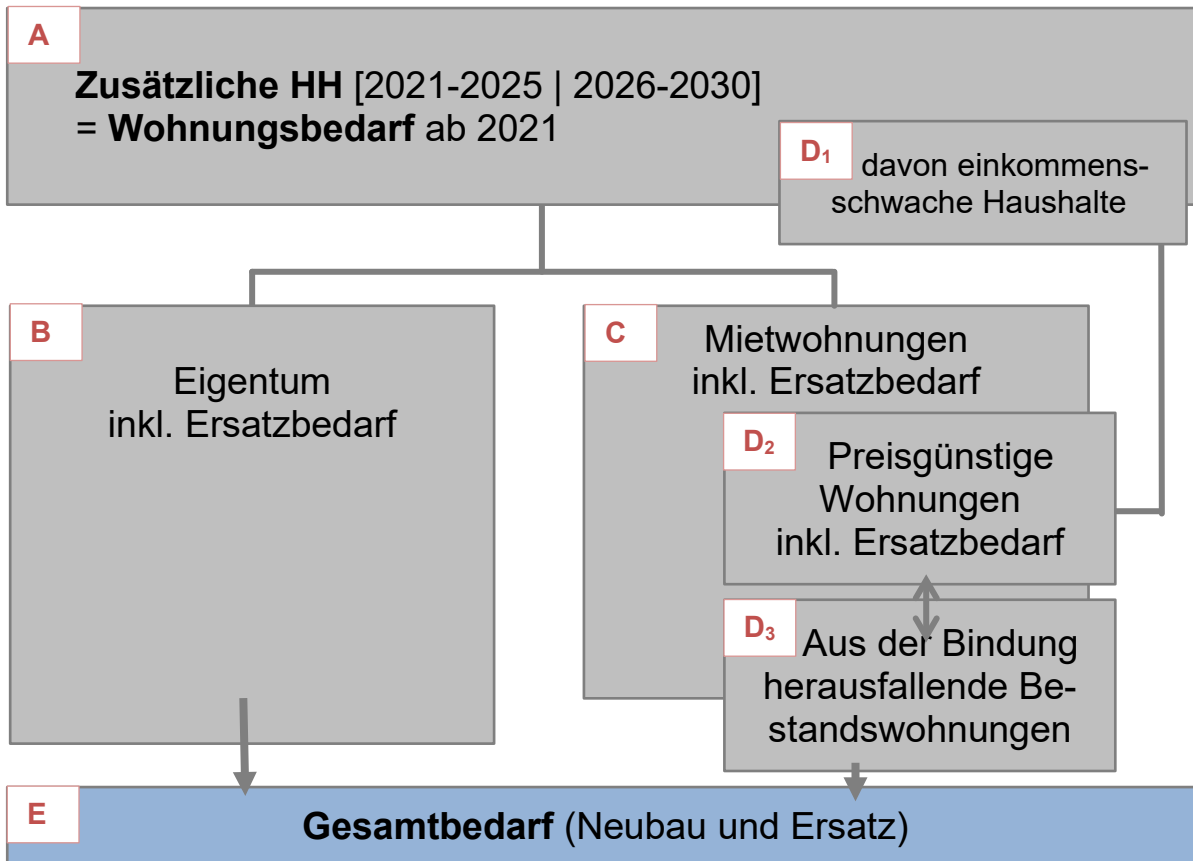 A
Zusätzliche HH [2021-2025 | 2026-2030]
= Wohnungsbedarf ab 2021
D₁
davon einkommens-
schwache Haushalte
B
Eigentum
inkl. Ersatzbedarf
C
Mietwohnungen
inkl. Ersatzbedarf
D₂
Preisgünstige
Wohnungen
inkl. Ersatzbedarf
D₃
Aus der Bindung
herausfallende Be-
standswohnungen
E
Gesamtbedarf (Neubau und Ersatz)